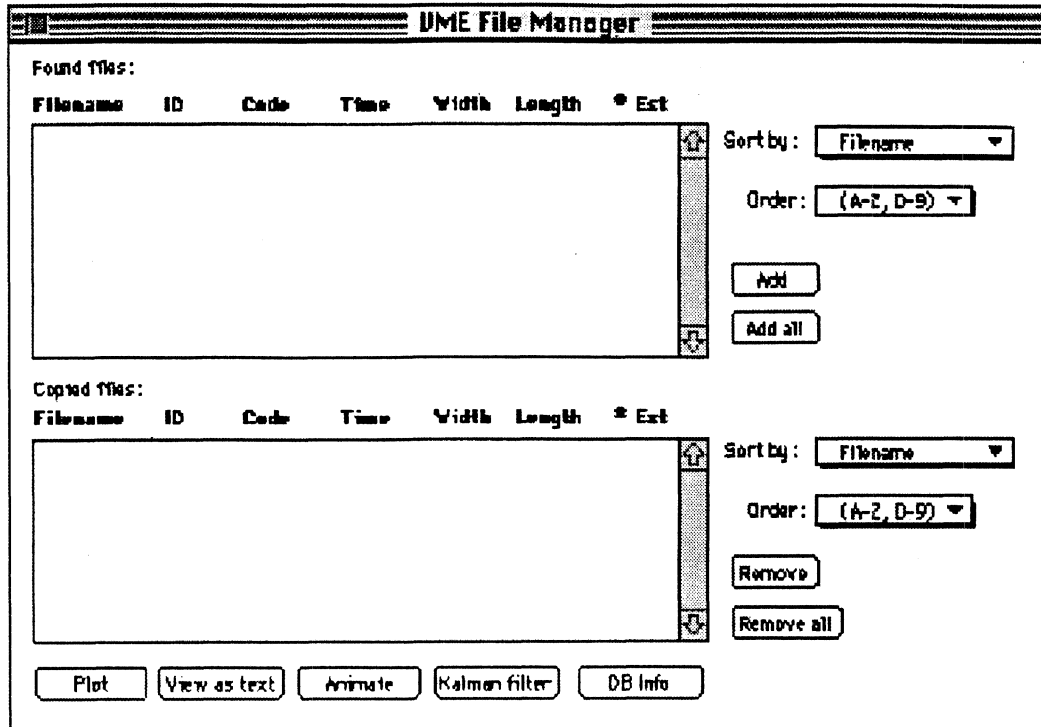 VME File Manager
Found files:
Filename ID Code Time Width Length * Ext
Sort by: Filename
Order: (A-Z, 0-9)
Add
Add all
Copied files:
Filename ID Code Time Width Length * Ext
Sort by: Filename
Order: (A-Z, 0-9)
Remove
Remove all
Plot View as text Animate Kalman filter DB Info